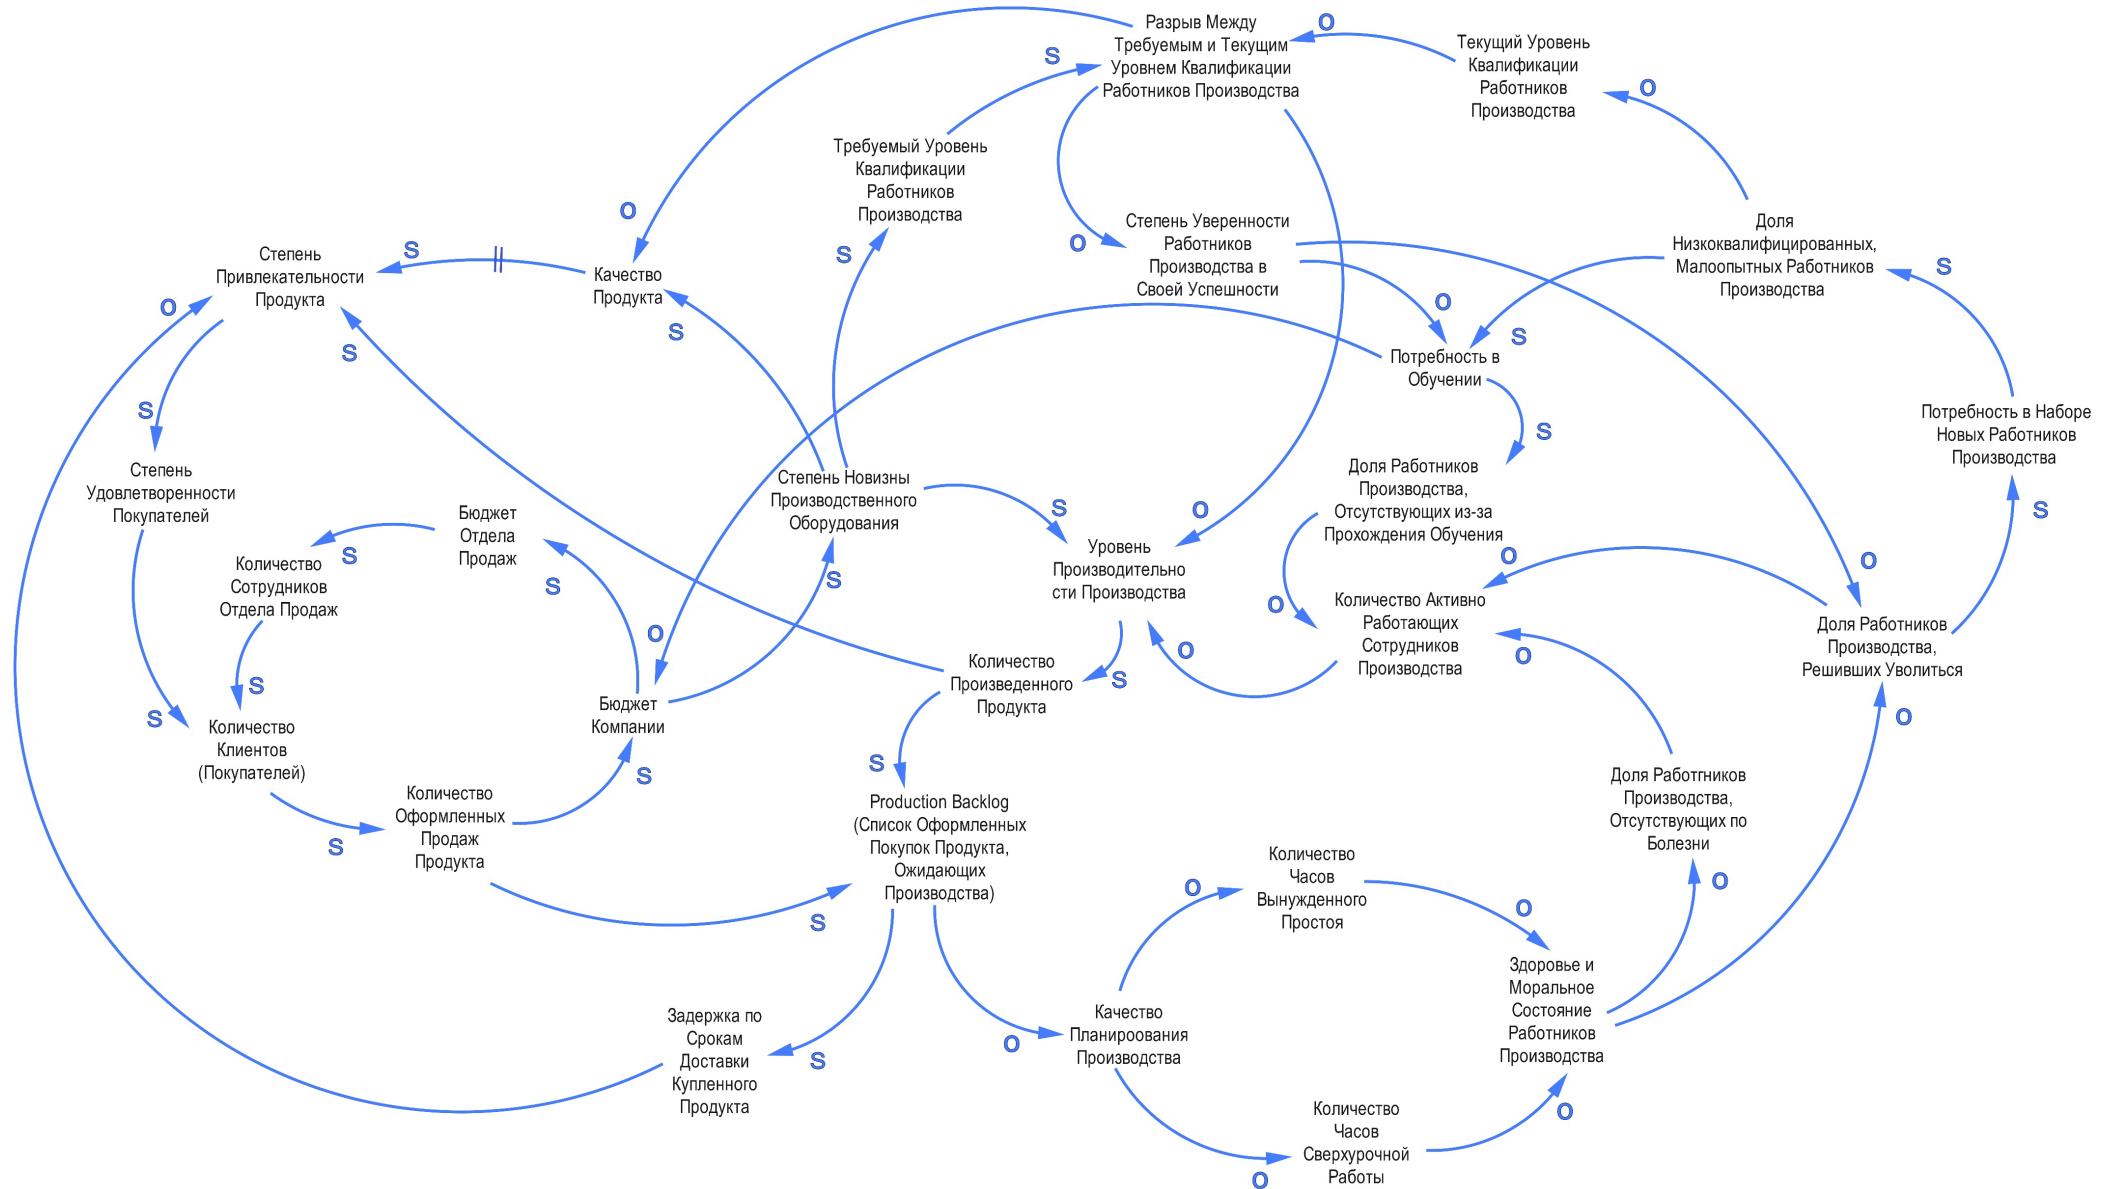 Разрыв Между
Требуемым и Текущим
Уровнем Квалификации
Работников Производства
O
S
O
Текущий Уровень
Квалификации
Работников
Производства
O
Требуемый Уровень
Квалификации
Работников
Производства
S
O
Степень Уверенности
Работников
Производства в
Своей Успешности
O
Доля
Низкоквалифицированных,
Малоопытных Работников
Производства
S
Степень
Привлекательности
Продукта
O
S
S
Качество
Продукта
S
O
S
Потребность в
Обучении
S
Потребность в Наборе
Новых Работников
Производства
S
S
Степень
Удовлетворенности
Покупателей
Бюджет
Отдела
Продаж
S
S
Количество
Сотрудников
Отдела Продаж
S
Степень Новизны
Производственного
Оборудования
S
S
O
Уровень
Производительно
сти Производства
Доля Работников
Производства,
Отсутствующих из-за
Прохождения Обучения
O
O
O
Количество Активно
Работающих
Сотрудников
Производства
O
O
S
Доля Работников
Производства,
Решивших Уволиться
O
S
Количество
Клиентов
(Покупателей)
S
O
Бюджет
Компании
S
Количество
Произведенного
Продукта
S
Количество
Оформленных
Продаж
Продукта
S
Production Backlog
(Список Оформленных
Покупок Продукта,
Ожидающих
Производства)
S
Доля Работгников
Производства,
Отсутствующих по
Болезни
O
Количество
Часов
Вынужденного
Простоя
O
O
Здоровье и
Моральное
Состояние
Работников
Производства
Задержка по
Срокам
Доставки
Купленного
Продукта
S
O
Качество
Планироования
Производства
O
Количество
Часов
Сверхурочной
Работы
O